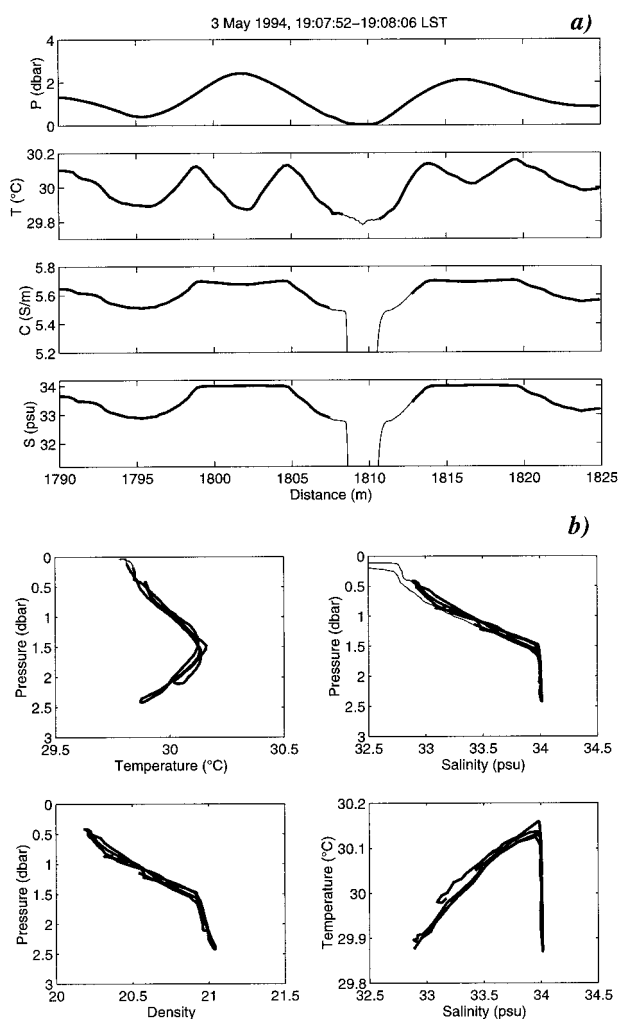 3 May 1994, 19:07:52–19:08:06 LST
a)
P (dbar)
4
2
0
T (°C)
30.2
30
29.8
C (S/m)
5.8
5.6
5.4
5.2
S (psu)
34
33
32
1790 1795 1800 1805 1810 1815 1820 1825
Distance (m)
b)
Pressure (dbar)
0
0.5
1
1.5
2
2.5
3
29.5 30 30.5
Temperature (°C)
Pressure (dbar)
0
0.5
1
1.5
2
2.5
3
32.5 33 33.5 34 34.5
Salinity (psu)
Pressure (dbar)
0
0.5
1
1.5
2
2.5
3
20 20.5 21 21.5
Density
Temperature (°C)
30.2
30.1
30
29.9
29.8
32.5 33 33.5 34 34.5
Salinity (psu)